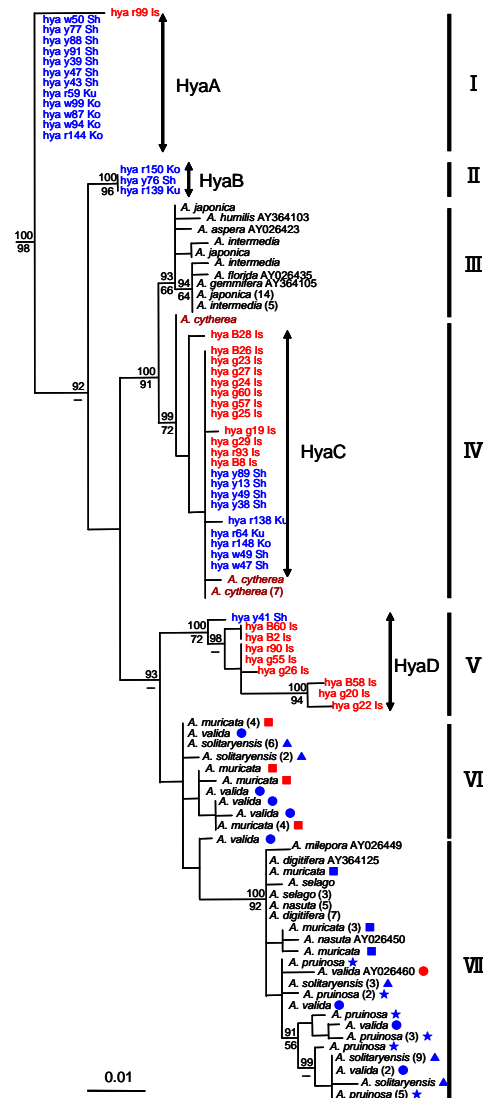 hya r99 Is
hya w50 Sh
hya y77 Sh
hya y88 Sh
hya y91 Sh
hya y39 Sh
hya y47 Sh
hya y43 Sh
hya r59 Ku
hya w99 Ko
hya w87 Ko
hya w94 Ko
hya r144 Ko
HyaA
I
hya r150 Ko
hya y76 Sh
hya r139 Ku
100
96
HyaB
II
100
98
A. japonica
A. humilis AY364103
A. aspera AY026423
A. intermedia
A. japonica
A. intermedia
A. florida AY026435
A. gemmifera AY364105
A. japonica (14)
A. intermedia (5)
93
66
94
64
III
A. cytherea
hya B28 Is
hya B26 Is
hya g23 Is
hya g27 Is
hya g24 Is
hya g60 Is
hya g57 Is
hya g25 Is
hya g19 Is
hya g29 Is
hya r93 Is
hya B8 Is
hya y89 Sh
hya y13 Sh
hya y49 Sh
hya y38 Sh
hya r138 Ku
hya r64 Ku
hya r148 Ko
hya w49 Sh
hya w47 Sh
A. cytherea
A. cytherea (7)
100
91
92
–
99
72
HyaC
IV
hya y41 Sh
hya B60 Is
hya B2 Is
hya r90 Is
hya g55 Is
hya g26 Is
hya B58 Is
hya g20 Is
hya g22 Is
100
72
98
–
100
94
93
–
HyaD
V
A. muricata (4)
A. valida
A. solitaryensis (6)
A. solitaryensis (2)
A. muricata
A. muricata
A. valida
A. valida
A. valida
A. muricata (4)
VI
A. valida
A. milepora AY026449
A. digitifera AY364125
A. muricata
A. selago
A. selago (3)
A. nasuta (5)
A. digitifera (7)
100
92
A. muricata (3)
A. nasuta AY026450
A. muricata
A. pruinosa
A. valida AY026460
A. solitaryensis (3)
A. pruinosa (2)
A. valida
A. pruinosa
A. valida
A. pruinosa (3)
A. pruinosa
A. solitaryensis (9)
A. valida (2)
A. solitaryensis
A. pruinosa (5)
91
56
99
–
VII
0.01